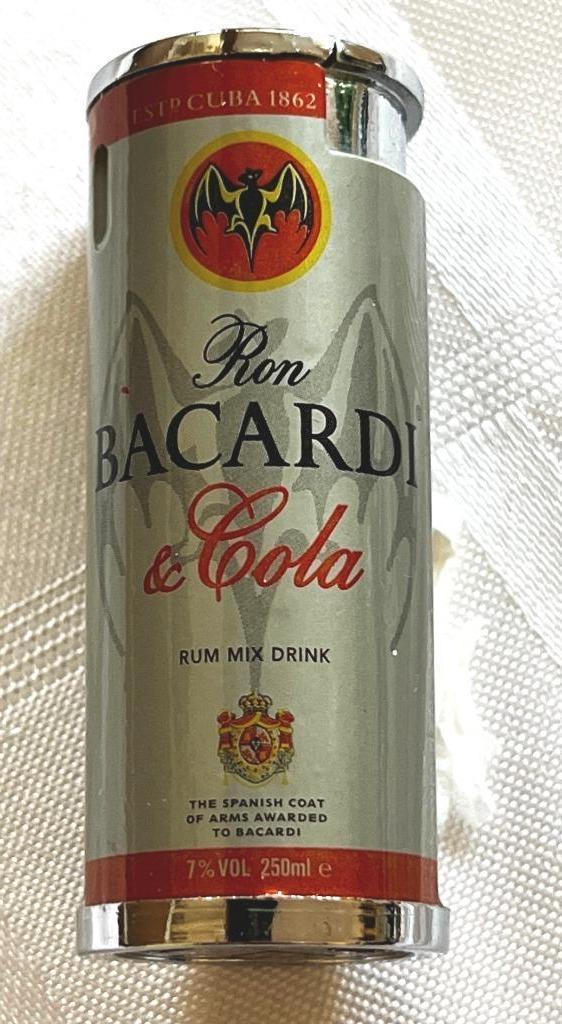 ESTD CUBA 1862
Ron
BACARDI
& Cola
RUM MIX DRINK
THE SPANISH COAT
OF ARMS AWARDED
TO BACARDI
7% VOL 250ml e